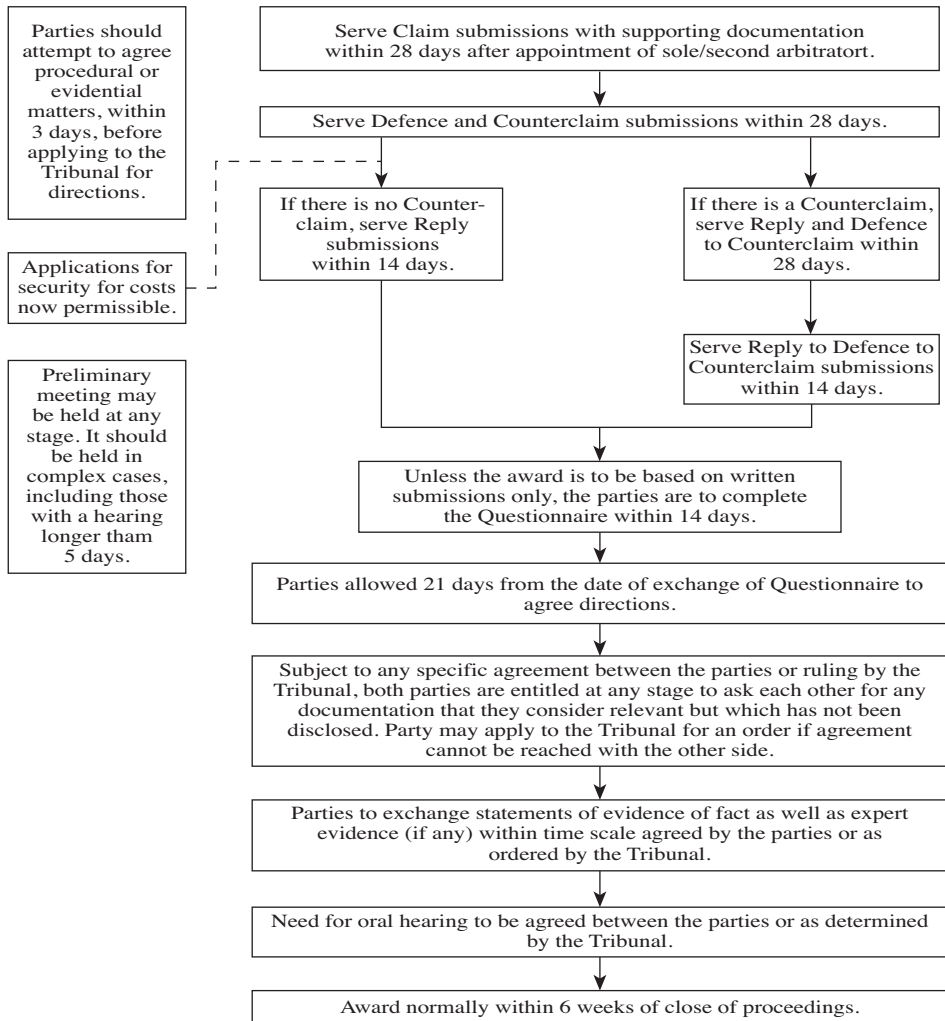 Parties should
attempt to agree
procedural or
evidential
matters, within
3 days, before
applying to the
Tribunal for
directions.
Serve Claim submissions with supporting documentation
within 28 days after appointment of sole/second arbitratort.
Serve Defence and Counterclaim submissions within 28 days.
If there is no Counter-
claim, serve Reply
submissions
within 14 days.
If there is a Counterclaim,
serve Reply and Defence
to Counterclaim within
28 days.
Applications for
security for costs
now permissible.
Serve Reply to Defence to
Counterclaim submissions
within 14 days.
Preliminary
meeting may
be held at any
stage. It should
be held in
complex cases,
including those
with a hearing
longer tham
5 days.
Unless the award is to be based on written
submissions only, the parties are to complete
the Questionnaire within 14 days.
Parties allowed 21 days from the date of exchange of Questionnaire to
agree directions.
Subject to any specific agreement between the parties or ruling by the
Tribunal, both parties are entitled at any stage to ask each other for any
documentation that they consider relevant but which has not been
disclosed. Party may apply to the Tribunal for an order if agreement
cannot be reached with the other side.
Parties to exchange statements of evidence of fact as well as expert
evidence (if any) within time scale agreed by the parties or as
ordered by the Tribunal.
Need for oral hearing to be agreed between the parties or as determined
by the Tribunal.
Award normally within 6 weeks of close of proceedings.